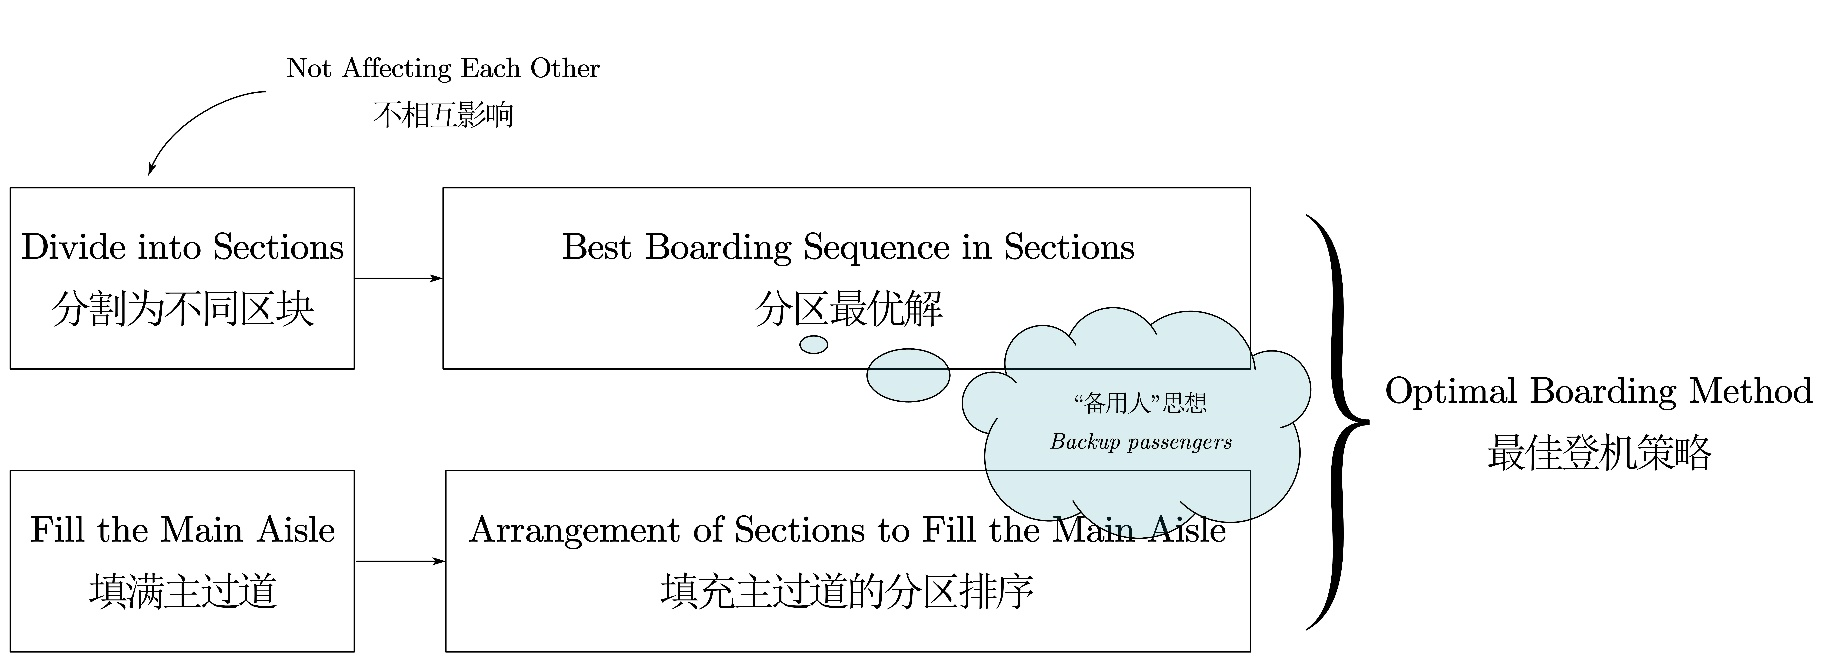 Not Affecting Each Other
不相互影响
Divide into Sections
分割为不同区块
Best Boarding Sequence in Sections
分区最优解
“备用人”思想
Backup passengers
Fill the Main Aisle
填满主过道
Arrangement of Sections to Fill the Main Aisle
填充主过道的分区排序
Optimal Boarding Method
最佳登机策略